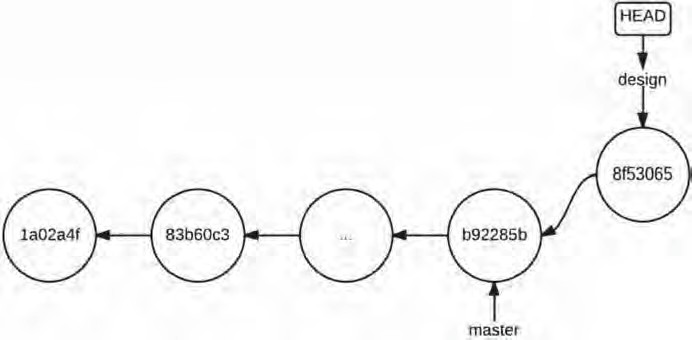 HEAD
design
8f53065
1a02a4f
83b60c3
...
b92285b
master